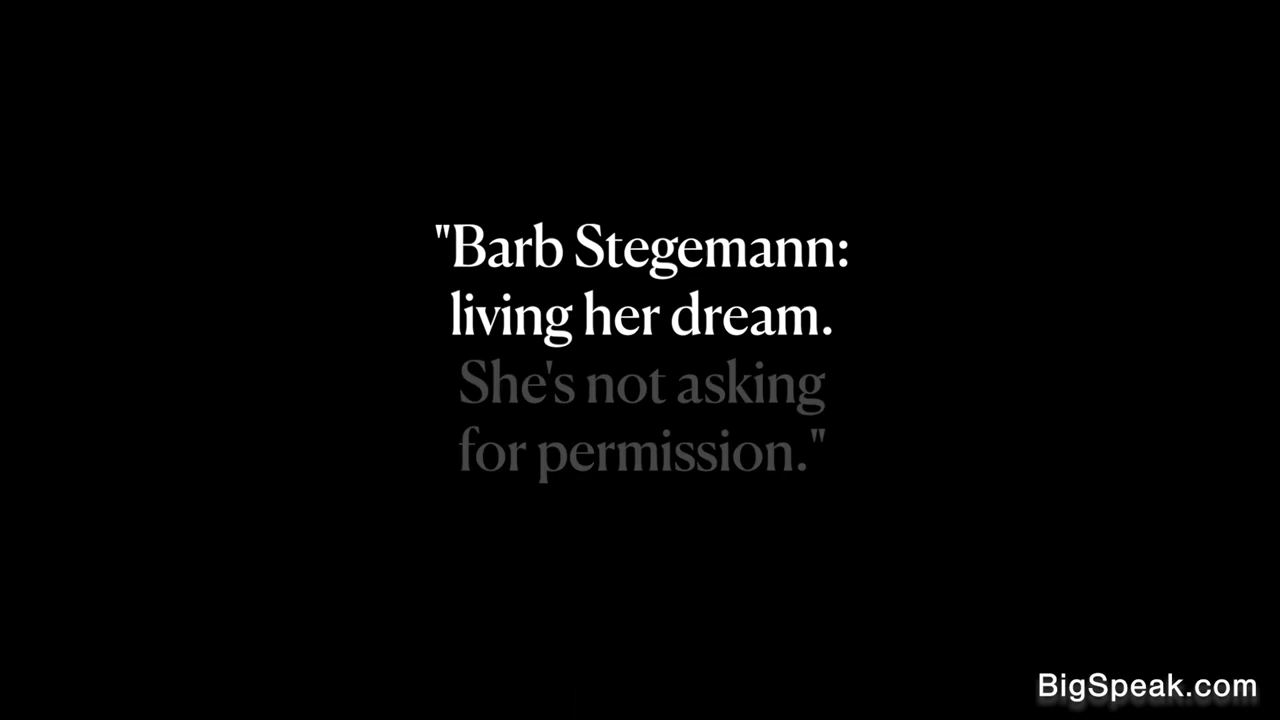 "Barb Stegemann:
living her dream.
She's not asking
for permission."
BigSpeak.com